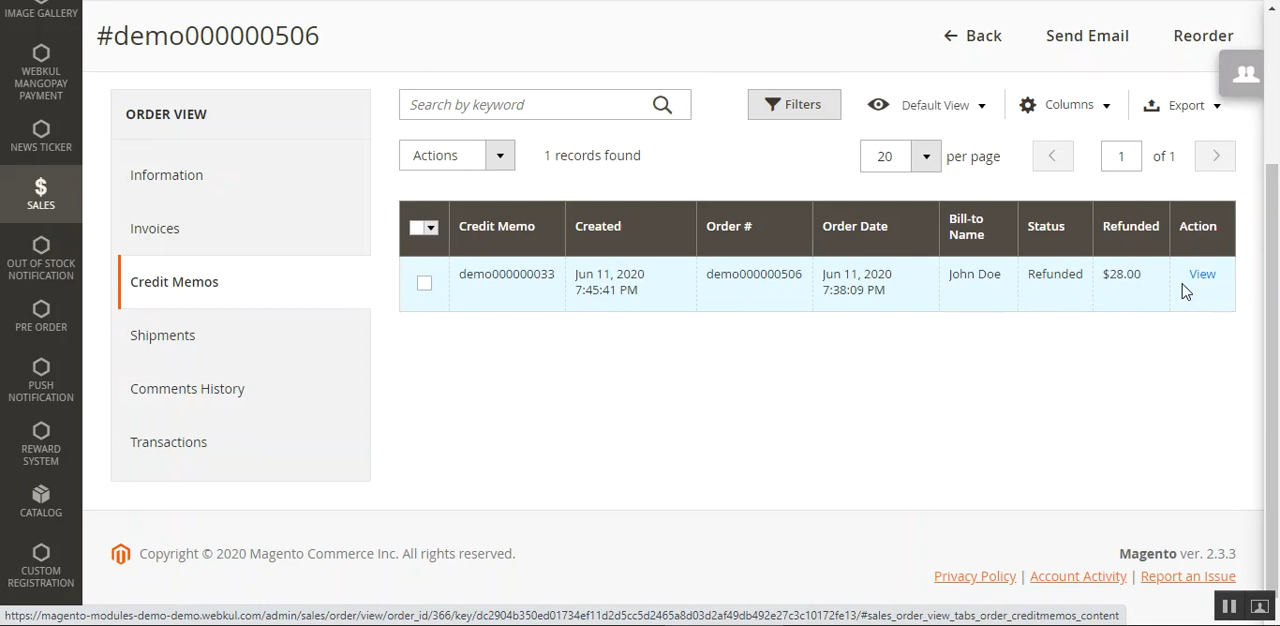 IMAGE GALLERY
WEBKUL
MANGOPAY
PAYMENT
NEWS TICKER
$
SALES
OUT OF STOCK
NOTIFICATION
PRE ORDER
PUSH
NOTIFICATION
REWARD
SYSTEM
CATALOG
CUSTOM
REGISTRATION
#demo000000506
Back
Send Email
Reorder
ORDER VIEW
Information
Invoices
Credit Memos
Shipments
Comments History
Transactions
Search by keyword
Filters
Default View
Columns
Export
Actions
1 records found
20
per page
1
of 1
Credit Memo
Created
Order #
Order Date
Bill-to
Name
Status
Refunded
Action
demo000000033
Jun 11, 2020
7:45:41 PM
demo000000506
Jun 11, 2020
7:38:09 PM
John Doe
Refunded
$28.00
View
Copyright © 2020 Magento Commerce Inc. All rights reserved.
Magento ver. 2.3.3
Privacy Policy | Account Activity | Report an Issue
https://magento-modules-demo-demo.webkul.com/admin/sales/order/view/order_id/366/key/dc2904b350ed01734ef11d2d5cc5d2465a8d03d2af49db492e27c3c10172fe13/#sales_order_view_tabs_order_creditmemos_content